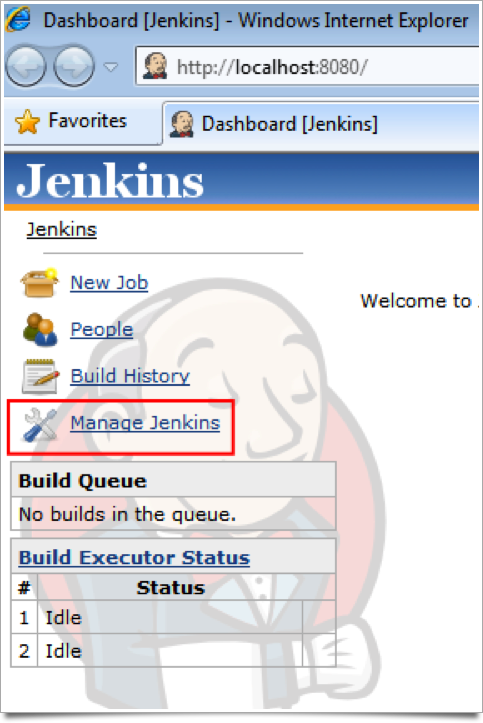 Dashboard [Jenkins] - Windows Internet Explorer
http://localhost:8080/
Favorites
Dashboard [Jenkins]
Jenkins
Jenkins
New Job
Welcome to
People
Build History
Manage Jenkins
Build Queue
No builds in the queue.
Build Executor Status
# Status
1 Idle
2 Idle